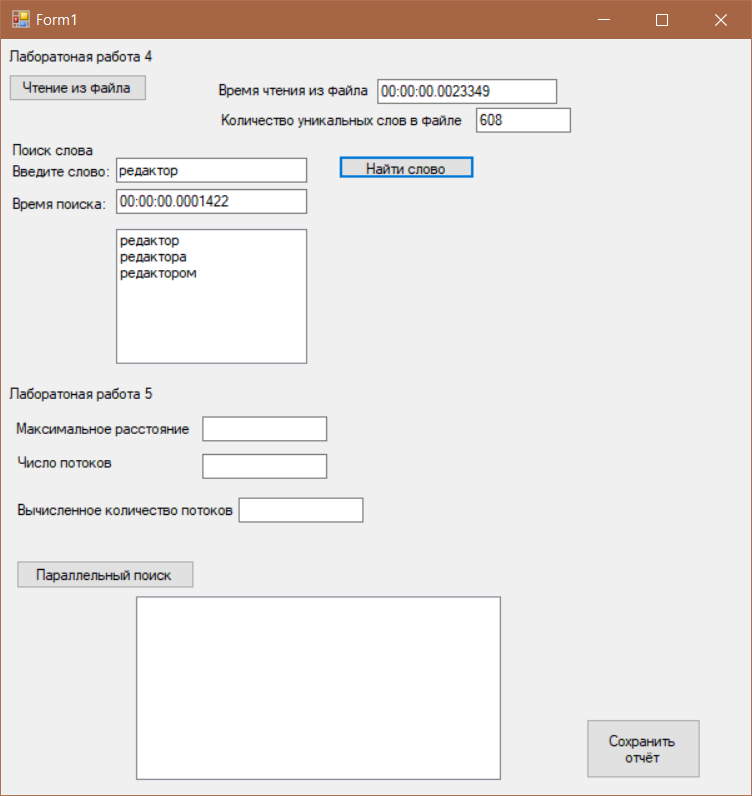 Form1
Лаборатоная работа 4
Чтение из файла
Время чтения из файла 00:00:00.0023349
Количество уникальных слов в файле 608
Поиск слова
Введите слово: редактор Найти слово
Время поиска: 00:00:00.0001422
редактор
редактора
редактором
Лаборатоная работа 5
Максимальное расстояние
Число потоков
Вычисленное количество потоков
Параллельный поиск
Сохранить
отчёт